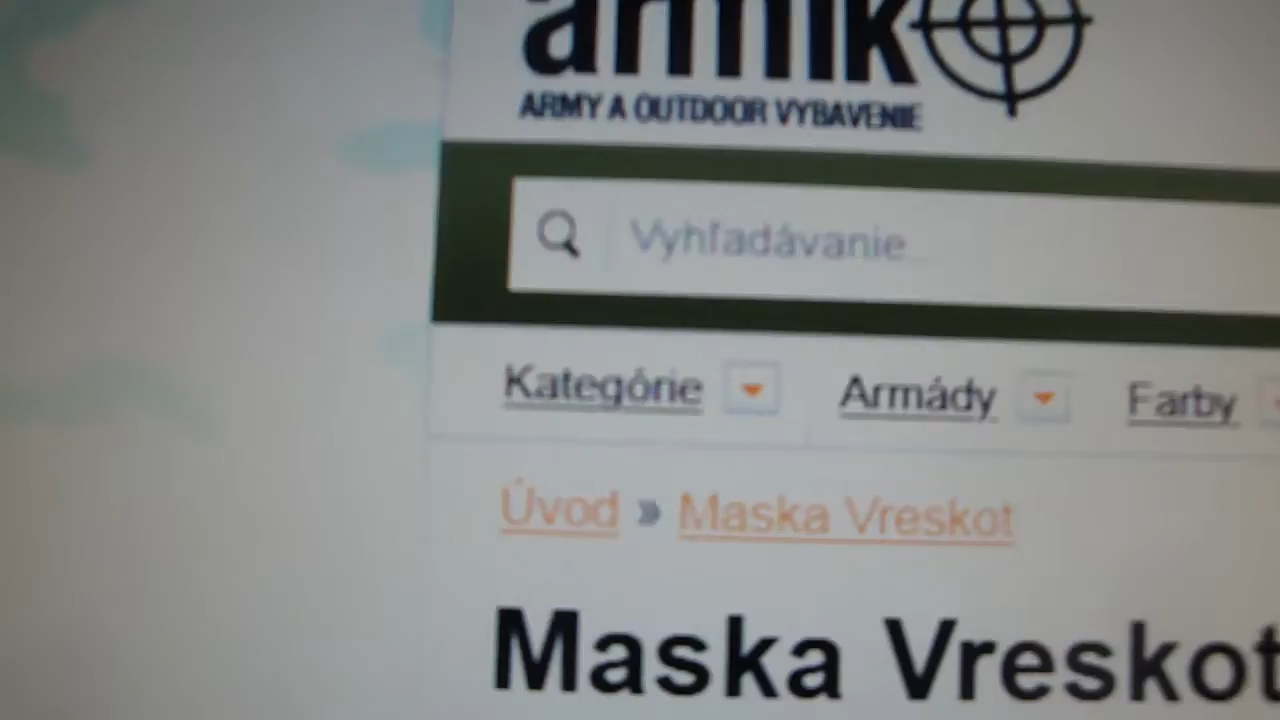 armik
ARMY A OUTDOOR VYBAVENIE
Vyhľadávanie
Kategórie Armády Farby
Úvod » Maska Vreskot
Maska Vreskot